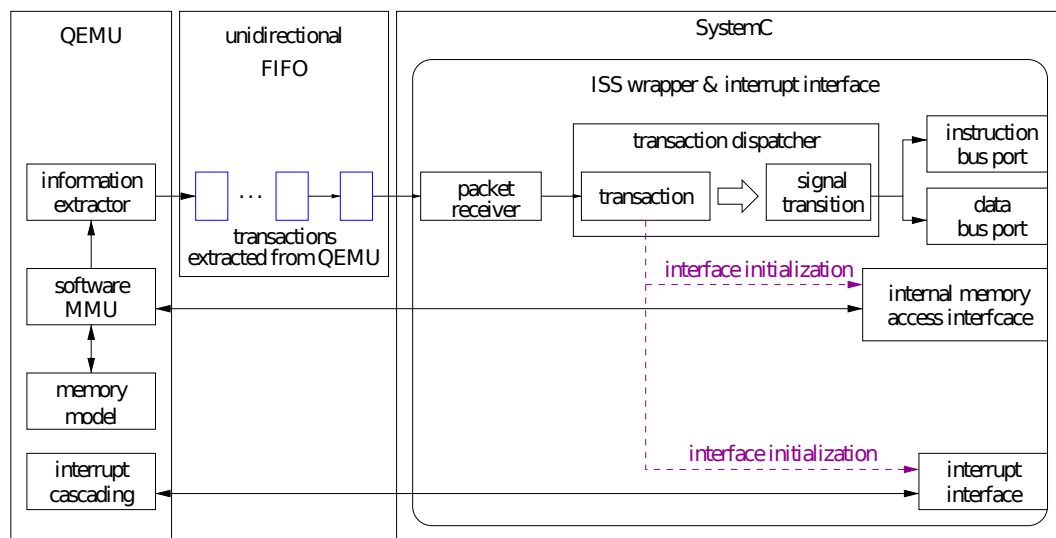 QEMU
unidirectional
FIFO
SystemC
ISS wrapper & interrupt interface
information
extractor
...
transactions
extracted from QEMU
packet
receiver
transaction dispatcher
transaction
signal
transition
instruction
bus port
data
bus port
software
MMU
interface initialization
internal memory
access interfcace
memory
model
interrupt
cascading
interface initialization
interrupt
interface